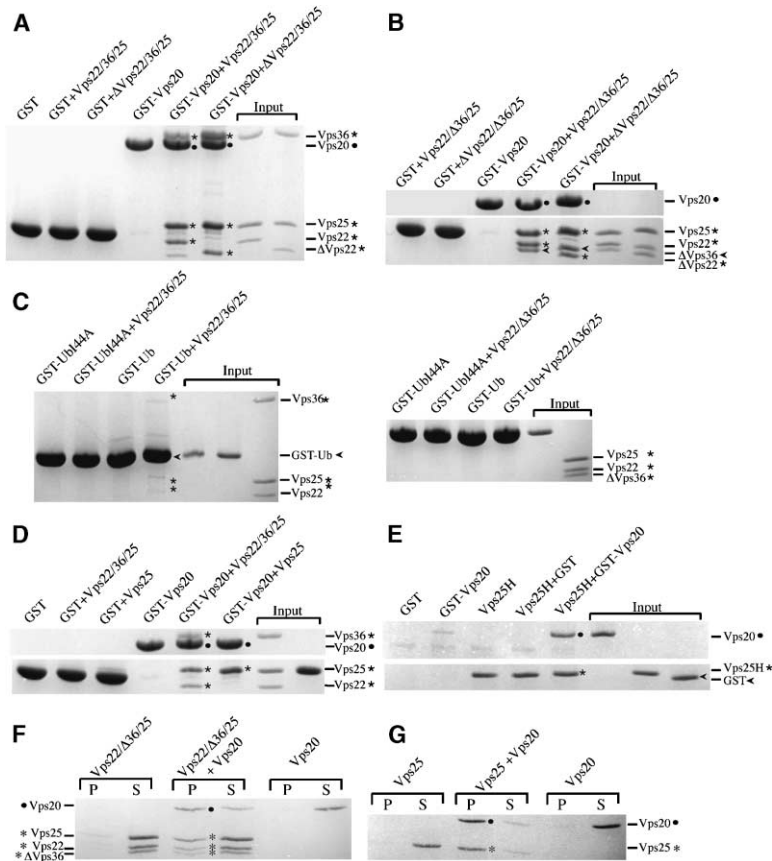 A
GST
GST+Vps22/36/25
GST+ΔVps22/36/25
GST-Vps20
GST-Vps20+Vps22/36/25
GST-Vps20+ΔVps22/36/25
Input
Vps36*
Vps20●
Vps25*
Vps22*
ΔVps22*
B
GST+Vps22/Δ36/25
GST+ΔVps22/Δ36/25
GST-Vps20
GST-Vps20+Vps22/Δ36/25
GST-Vps20+ΔVps22/Δ36/25
Input
Vps20●
Vps25*
Vps22*
ΔVps36
ΔVps22*
C
GST-UbI44A
GST-UbI44A+Vps22/36/25
GST-Ub
GST-Ub+Vps22/36/25
Input
Vps36*
GST-Ub
Vps25*
Vps22*
GST-UbI44A
GST-UbI44A+Vps22/Δ36/25
GST-Ub
GST-Ub+Vps22/Δ36/25
Input
Vps25 *
Vps22 *
ΔVps36*
D
GST
GST+Vps22/36/25
GST+Vps25
GST-Vps20
GST-Vps20+Vps22/36/25
GST-Vps20+Vps25
Input
Vps36*
Vps20●
Vps25*
Vps22*
E
GST
GST-Vps20
Vps25H
Vps25H+GST
Vps25H+GST-Vps20
Input
Vps20●
Vps25H*
GST
F
Vps22/Δ36/25
Vps22/Δ36/25 + Vps20
Vps20
P S P S P S
●Vps20
* Vps25
* Vps22
* ΔVps36
G
Vps25
Vps25+Vps20
Vps20
P S P S P S
Vps20●
Vps25*